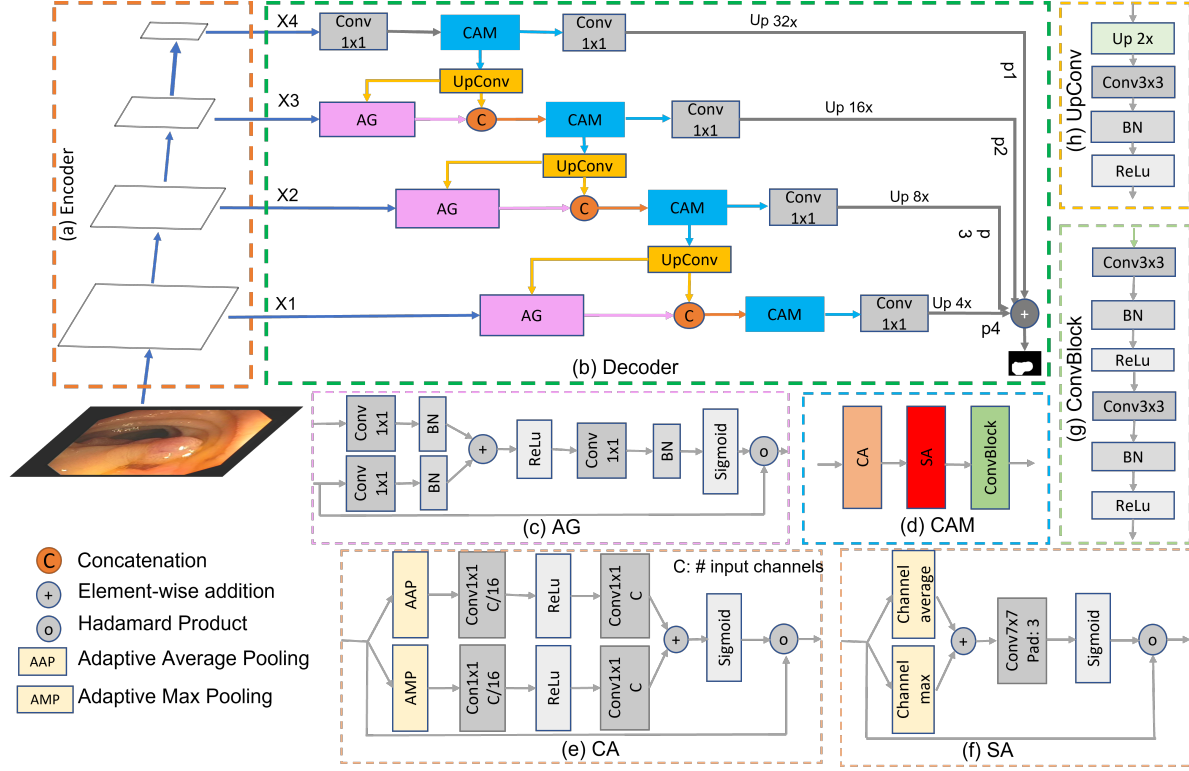 (a) Encoder
X4
Conv
1x1
CAM
Conv
1x1
Up 32x
p1
UpConv
X3
AG
C
CAM
Conv
1x1
Up 16x
p2
UpConv
X2
AG
C
CAM
Conv
1x1
Up 8x
p
3
UpConv
X1
AG
C
CAM
Conv
1x1
Up 4x
p4
+
(b) Decoder
(h) UpConv
Up 2x
Conv3x3
BN
ReLu
(g) ConvBlock
Conv3x3
BN
ReLu
Conv3x3
BN
ReLu
Conv
1x1
BN
Conv
1x1
BN
+
ReLu
Conv
1x1
BN
Sigmoid
o
(c) AG
CA
SA
ConvBlock
(d) CAM
C
Concatenation
+
Element-wise addition
o
Hadamard Product
AAP
Adaptive Average Pooling
AMP
Adaptive Max Pooling
AAP
Conv1x1
C/16
ReLu
Conv1x1
C
C: # input channels
AMP
Con1x1
C/16
ReLu
Conv1x1
C
+
Sigmoid
o
(e) CA
Channel
average
Channel
max
+
Conv7x7
Pad: 3
Sigmoid
o
(f) SA